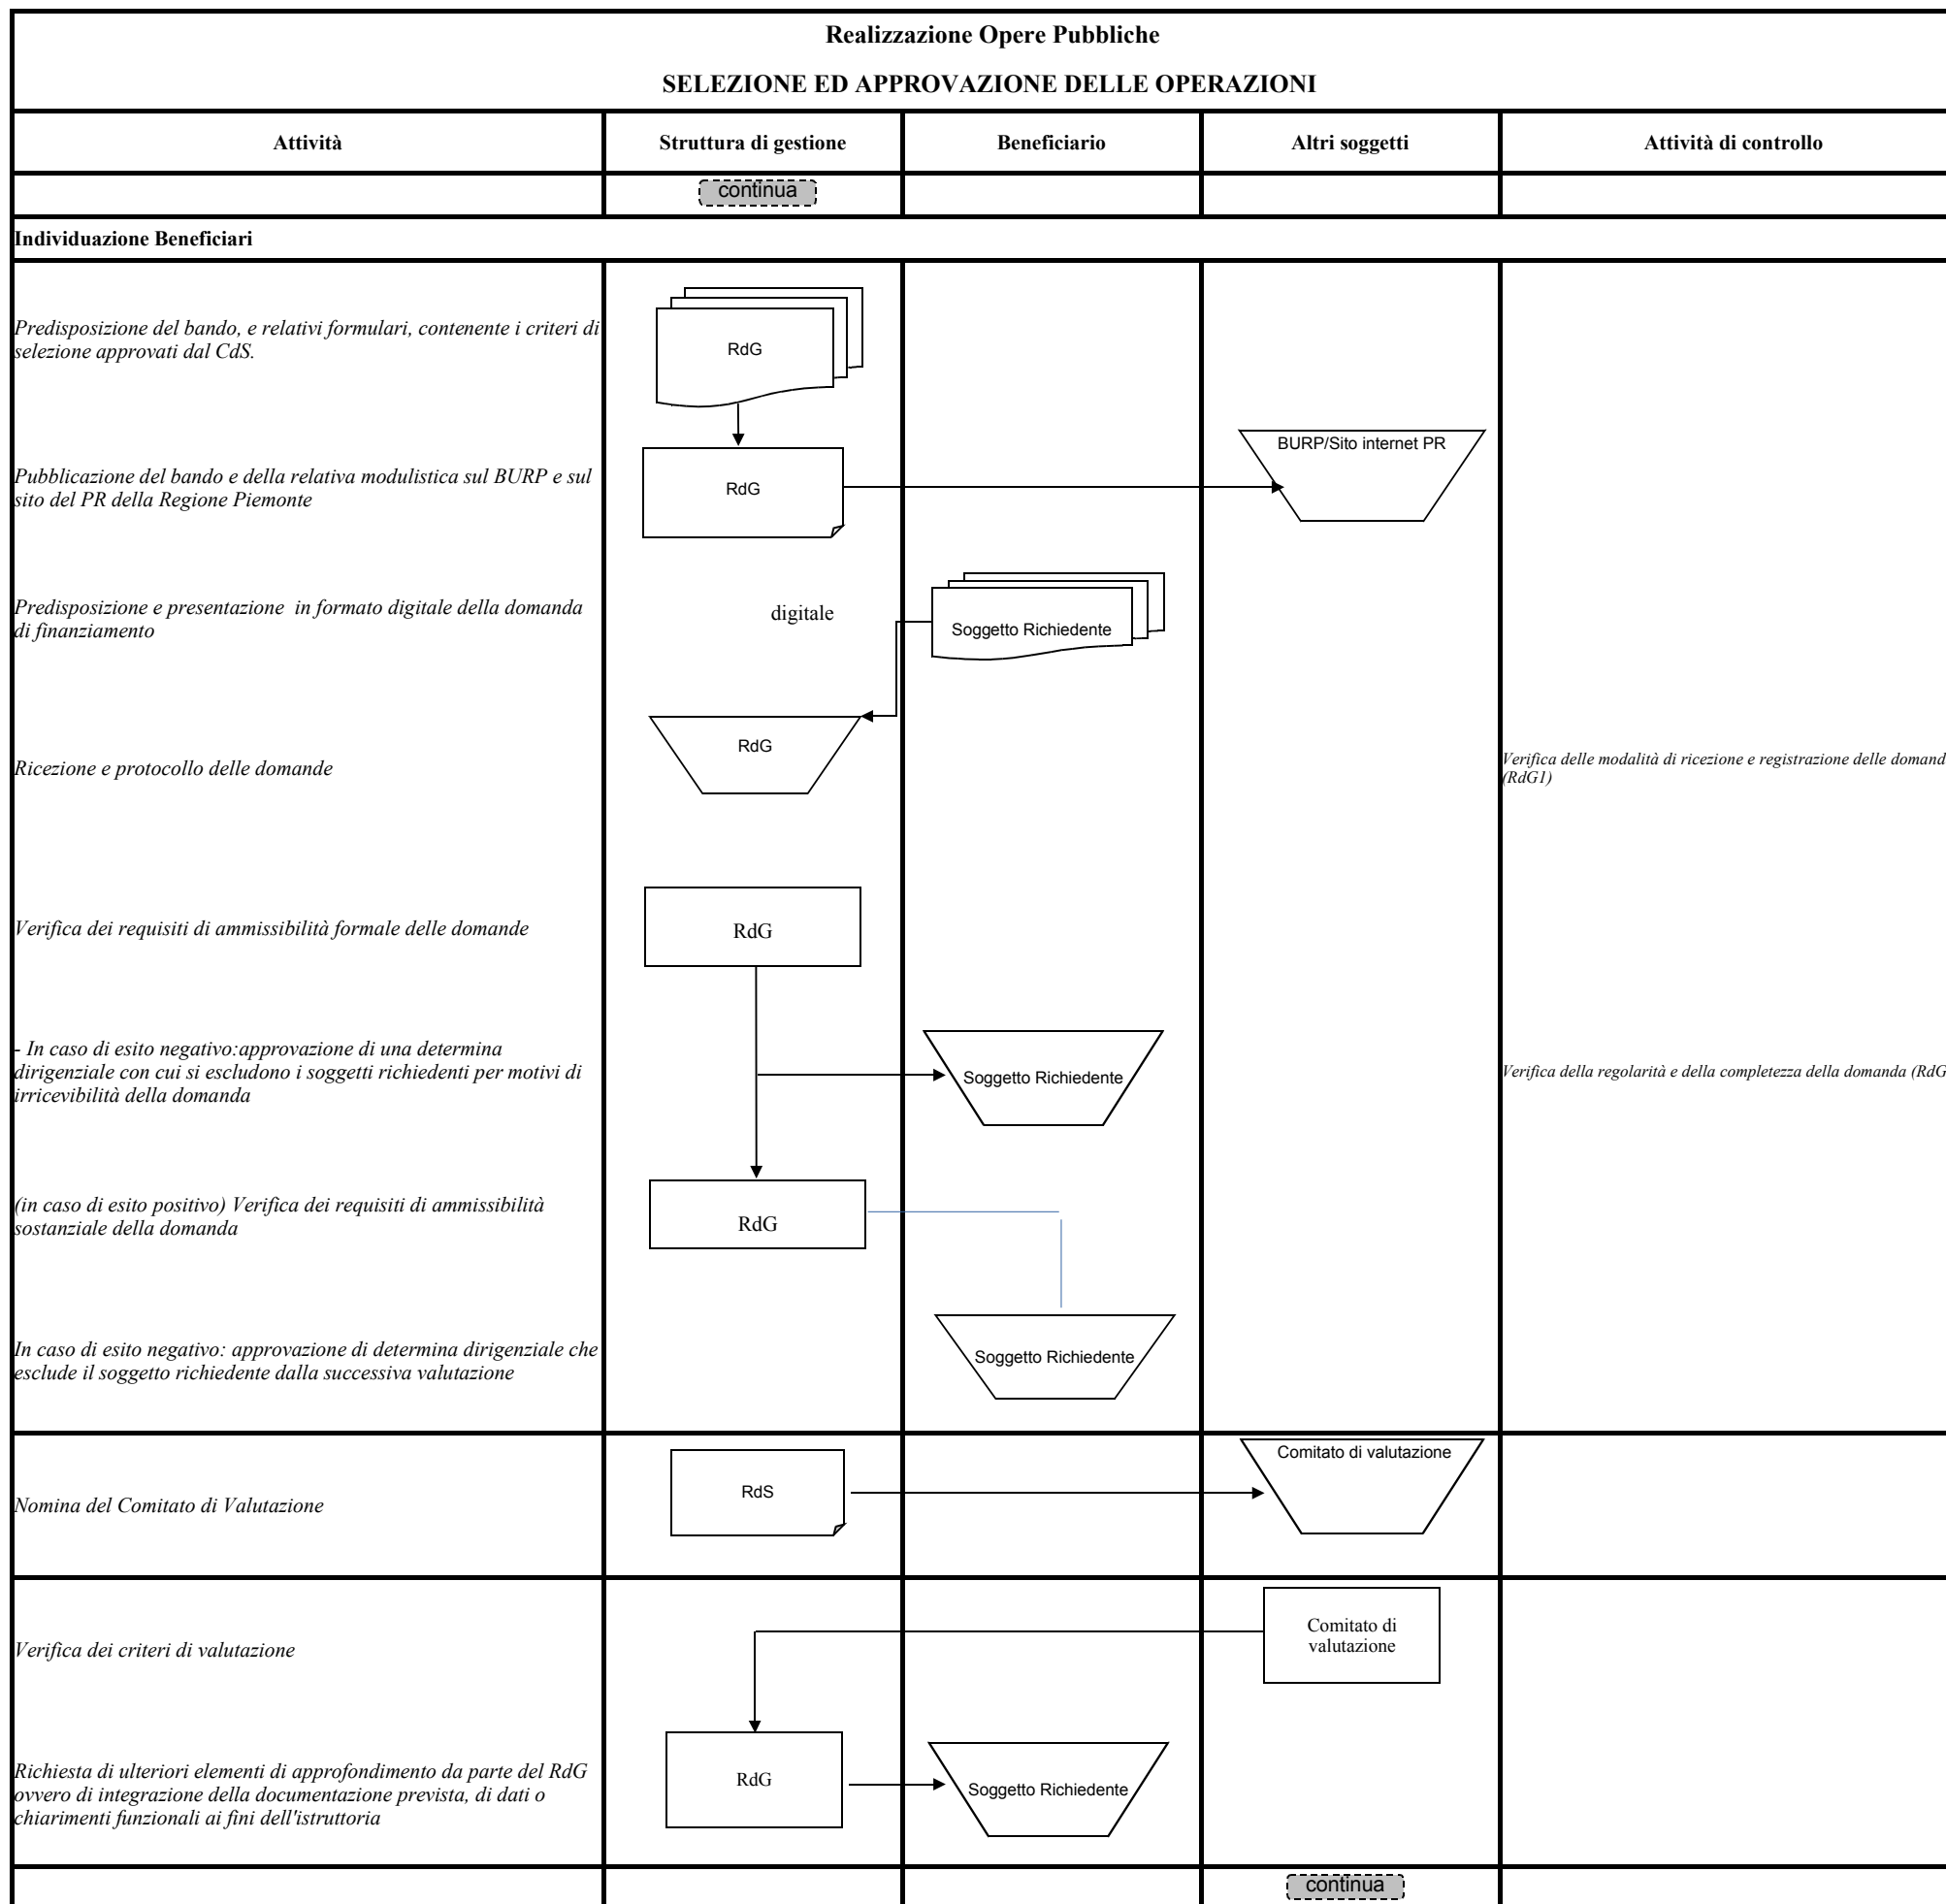 Realizzazione Opere Pubbliche
SELEZIONE ED APPROVAZIONE DELLE OPERAZIONI
Attività
Struttura di gestione
Beneficiario
Altri soggetti
Attività di controllo
continua
Individuazione Beneficiari
Predisposizione del bando, e relativi formulari, contenente i criteri di
selezione approvati dal CdS.
RdG
Pubblicazione del bando e della relativa modulistica sul BURP e sul
sito del PR della Regione Piemonte
RdG
BURP/Sito internet PR
Predisposizione e presentazione  in formato digitale della domanda
di finanziamento
digitale
Soggetto Richiedente
Ricezione e protocollo delle domande
RdG
Verifica delle modalità di ricezione e registrazione delle domand
(RdG1)
Verifica dei requisiti di ammissibilità formale delle domande
RdG
- In caso di esito negativo:approvazione di una determina
dirigenziale con cui si escludono i soggetti richiedenti per motivi di
irricevibilità della domanda
Soggetto Richiedente
Verifica della regolarità e della completezza della domanda (RdG
(in caso di esito positivo) Verifica dei requisiti di ammissibilità
sostanziale della domanda
RdG
In caso di esito negativo: approvazione di determina dirigenziale che
esclude il soggetto richiedente dalla successiva valutazione
Soggetto Richiedente
Nomina del Comitato di Valutazione
RdS
Comitato di valutazione
Verifica dei criteri di valutazione
Comitato di
valutazione
Richiesta di ulteriori elementi di approfondimento da parte del RdG
ovvero di integrazione della documentazione prevista, di dati o
chiarimenti funzionali ai fini dell'istruttoria
RdG
Soggetto Richiedente
continua